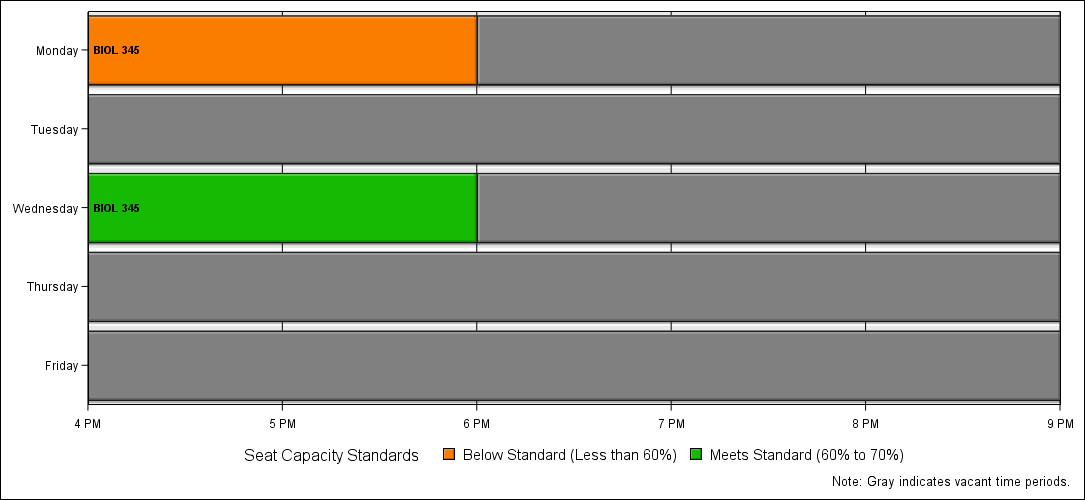 Monday
BIOL 345
Tuesday
Wednesday
BIOL 345
Thursday
Friday
4 PM 5 PM 6 PM 7 PM 8 PM 9 PM
Seat Capacity Standards Below Standard (Less than 60%) Meets Standard (60% to 70%)
Note: Gray indicates vacant time periods.